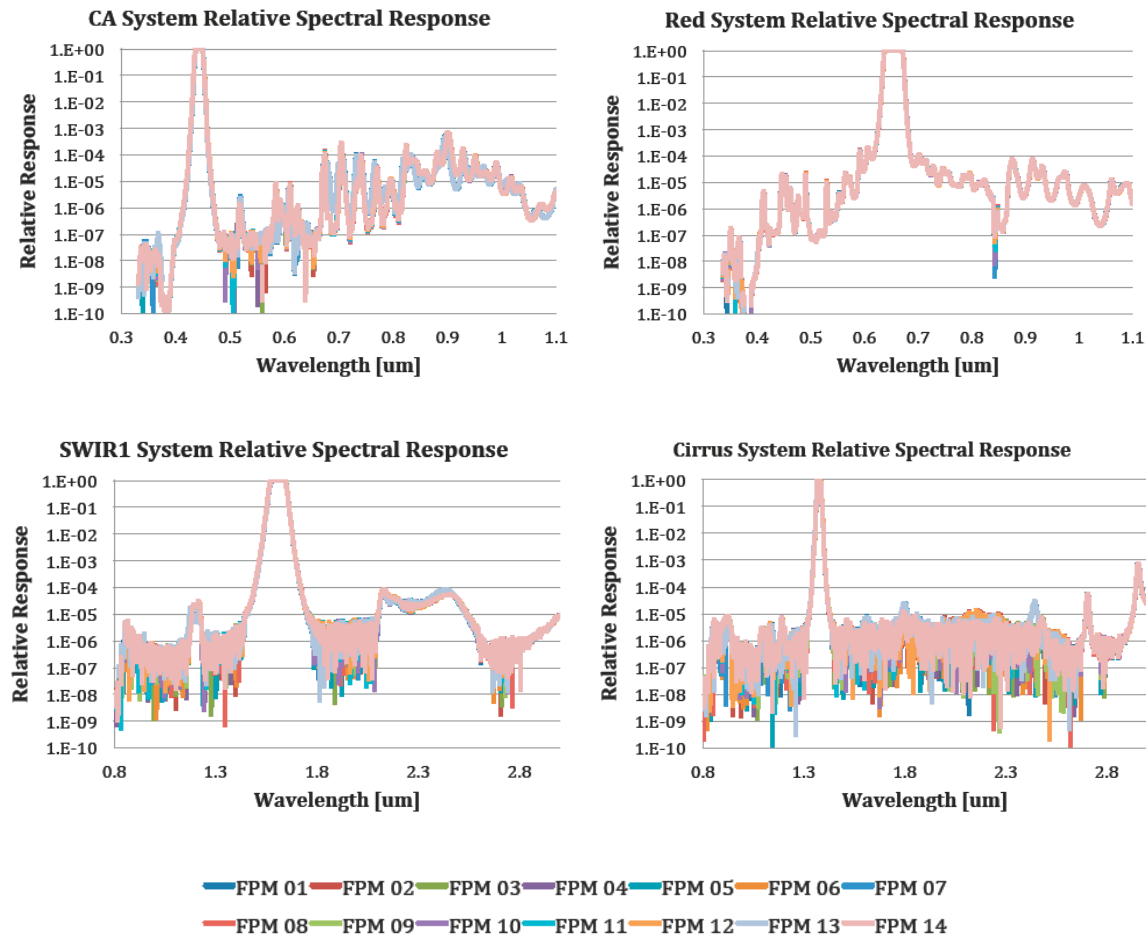 CA System Relative Spectral Response
Relative Response
1.E+00
1.E-01
1.E-02
1.E-03
1.E-04
1.E-05
1.E-06
1.E-07
1.E-08
1.E-09
1.E-10
0.3 0.4 0.5 0.6 0.7 0.8 0.9 1 1.1
Wavelength [um]
Red System Relative Spectral Response
Relative Response
1.E+00
1.E-01
1.E-02
1.E-03
1.E-04
1.E-05
1.E-06
1.E-07
1.E-08
1.E-09
1.E-10
0.3 0.4 0.5 0.6 0.7 0.8 0.9 1 1.1
Wavelength [um]
SWIR1 System Relative Spectral Response
Relative Response
1.E+00
1.E-01
1.E-02
1.E-03
1.E-04
1.E-05
1.E-06
1.E-07
1.E-08
1.E-09
1.E-10
0.8 1.3 1.8 2.3 2.8
Wavelength [um]
Cirrus System Relative Spectral Response
Relative Response
1.E+00
1.E-01
1.E-02
1.E-03
1.E-04
1.E-05
1.E-06
1.E-07
1.E-08
1.E-09
1.E-10
0.8 1.3 1.8 2.3 2.8
Wavelength [um]
FPM 01 FPM 02 FPM 03 FPM 04 FPM 05 FPM 06 FPM 07
FPM 08 FPM 09 FPM 10 FPM 11 FPM 12 FPM 13 FPM 14